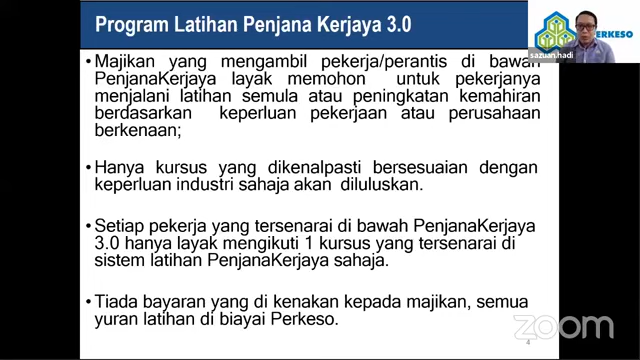 Program Latihan Penjana Kerjaya 3.0
PERKESO
sazuan.hadi
• Majikan yang mengambil pekerja/perantis di bawah
PenjanaKerjaya layak memohon untuk pekerjanya
menjalani latihan semula atau peningkatan kemahiran
berdasarkan keperluan pekerjaan atau perusahaan
berkenaan;
• Hanya kursus yang dikenalpasti bersesuaian dengan
keperluan industri sahaja akan diluluskan.
• Setiap pekerja yang tersenarai di bawah PenjanaKerjaya
3.0 hanya layak mengikuti 1 kursus yang tersenarai di
sistem latihan PenjanaKerjaya sahaja.
• Tiada bayaran yang di kenakan kepada majikan, semua
yuran latihan di biayai Perkeso.
zoom
4